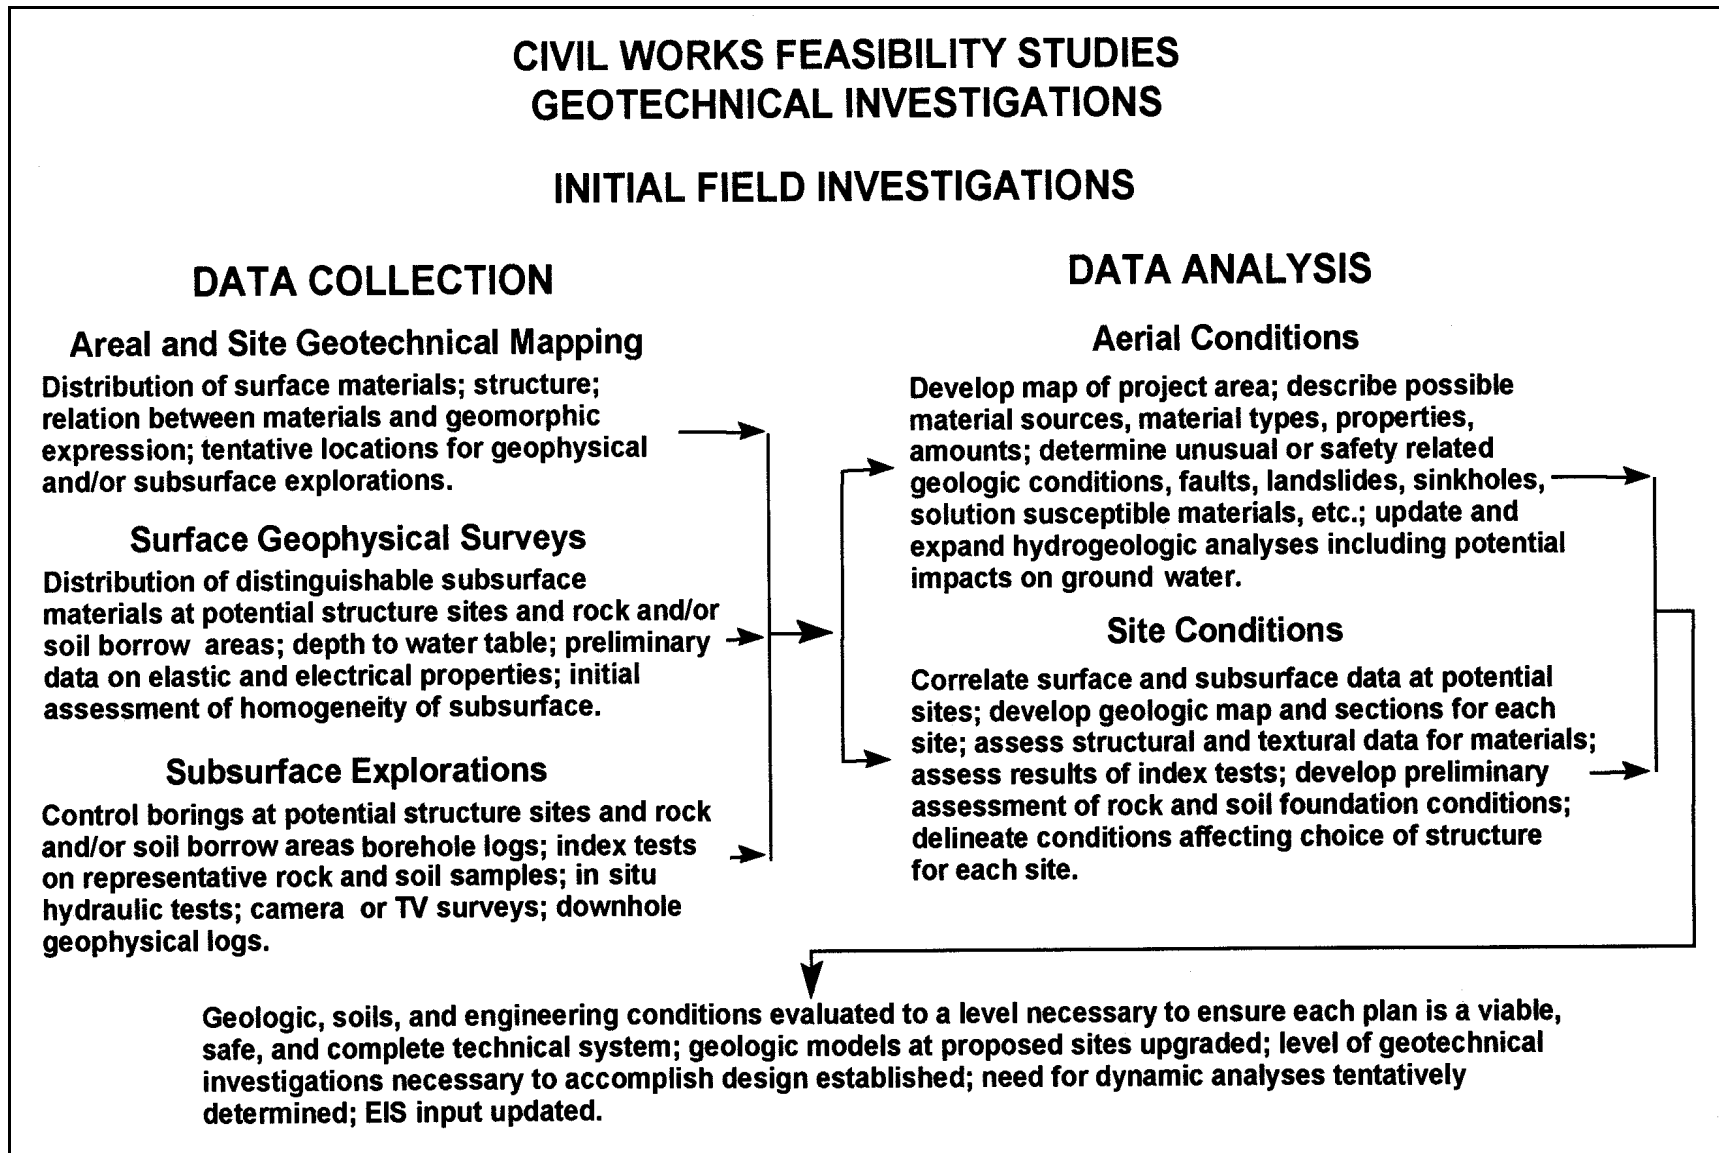 CIVIL WORKS FEASIBILITY STUDIES
GEOTECHNICAL INVESTIGATIONS
INITIAL FIELD INVESTIGATIONS
DATA COLLECTION
Areal and Site Geotechnical Mapping
Distribution of surface materials; structure;
relation between materials and geomorphic
expression; tentative locations for geophysical
and/or subsurface explorations.
Surface Geophysical Surveys
Distribution of distinguishable subsurface
materials at potential structure sites and rock and/or
soil borrow areas; depth to water table; preliminary
data on elastic and electrical properties; initial
assessment of homogeneity of subsurface.
Subsurface Explorations
Control borings at potential structure sites and rock
and/or soil borrow areas borehole logs; index tests
on representative rock and soil samples; in situ
hydraulic tests; camera or TV surveys; downhole
geophysical logs.
DATA ANALYSIS
Aerial Conditions
Develop map of project area; describe possible
material sources, material types, properties,
amounts; determine unusual or safety related
geologic conditions, faults, landslides, sinkholes,
solution susceptible materials, etc.; update and
expand hydrogeologic analyses including potential
impacts on ground water.
Site Conditions
Correlate surface and subsurface data at potential
sites; develop geologic map and sections for each
site; assess structural and textural data for materials;
assess results of index tests; develop preliminary
assessment of rock and soil foundation conditions;
delineate conditions affecting choice of structure
for each site.
Geologic, soils, and engineering conditions evaluated to a level necessary to ensure each plan is a viable,
safe, and complete technical system; geologic models at proposed sites upgraded; level of geotechnical
investigations necessary to accomplish design established; need for dynamic analyses tentatively
determined; EIS input updated.